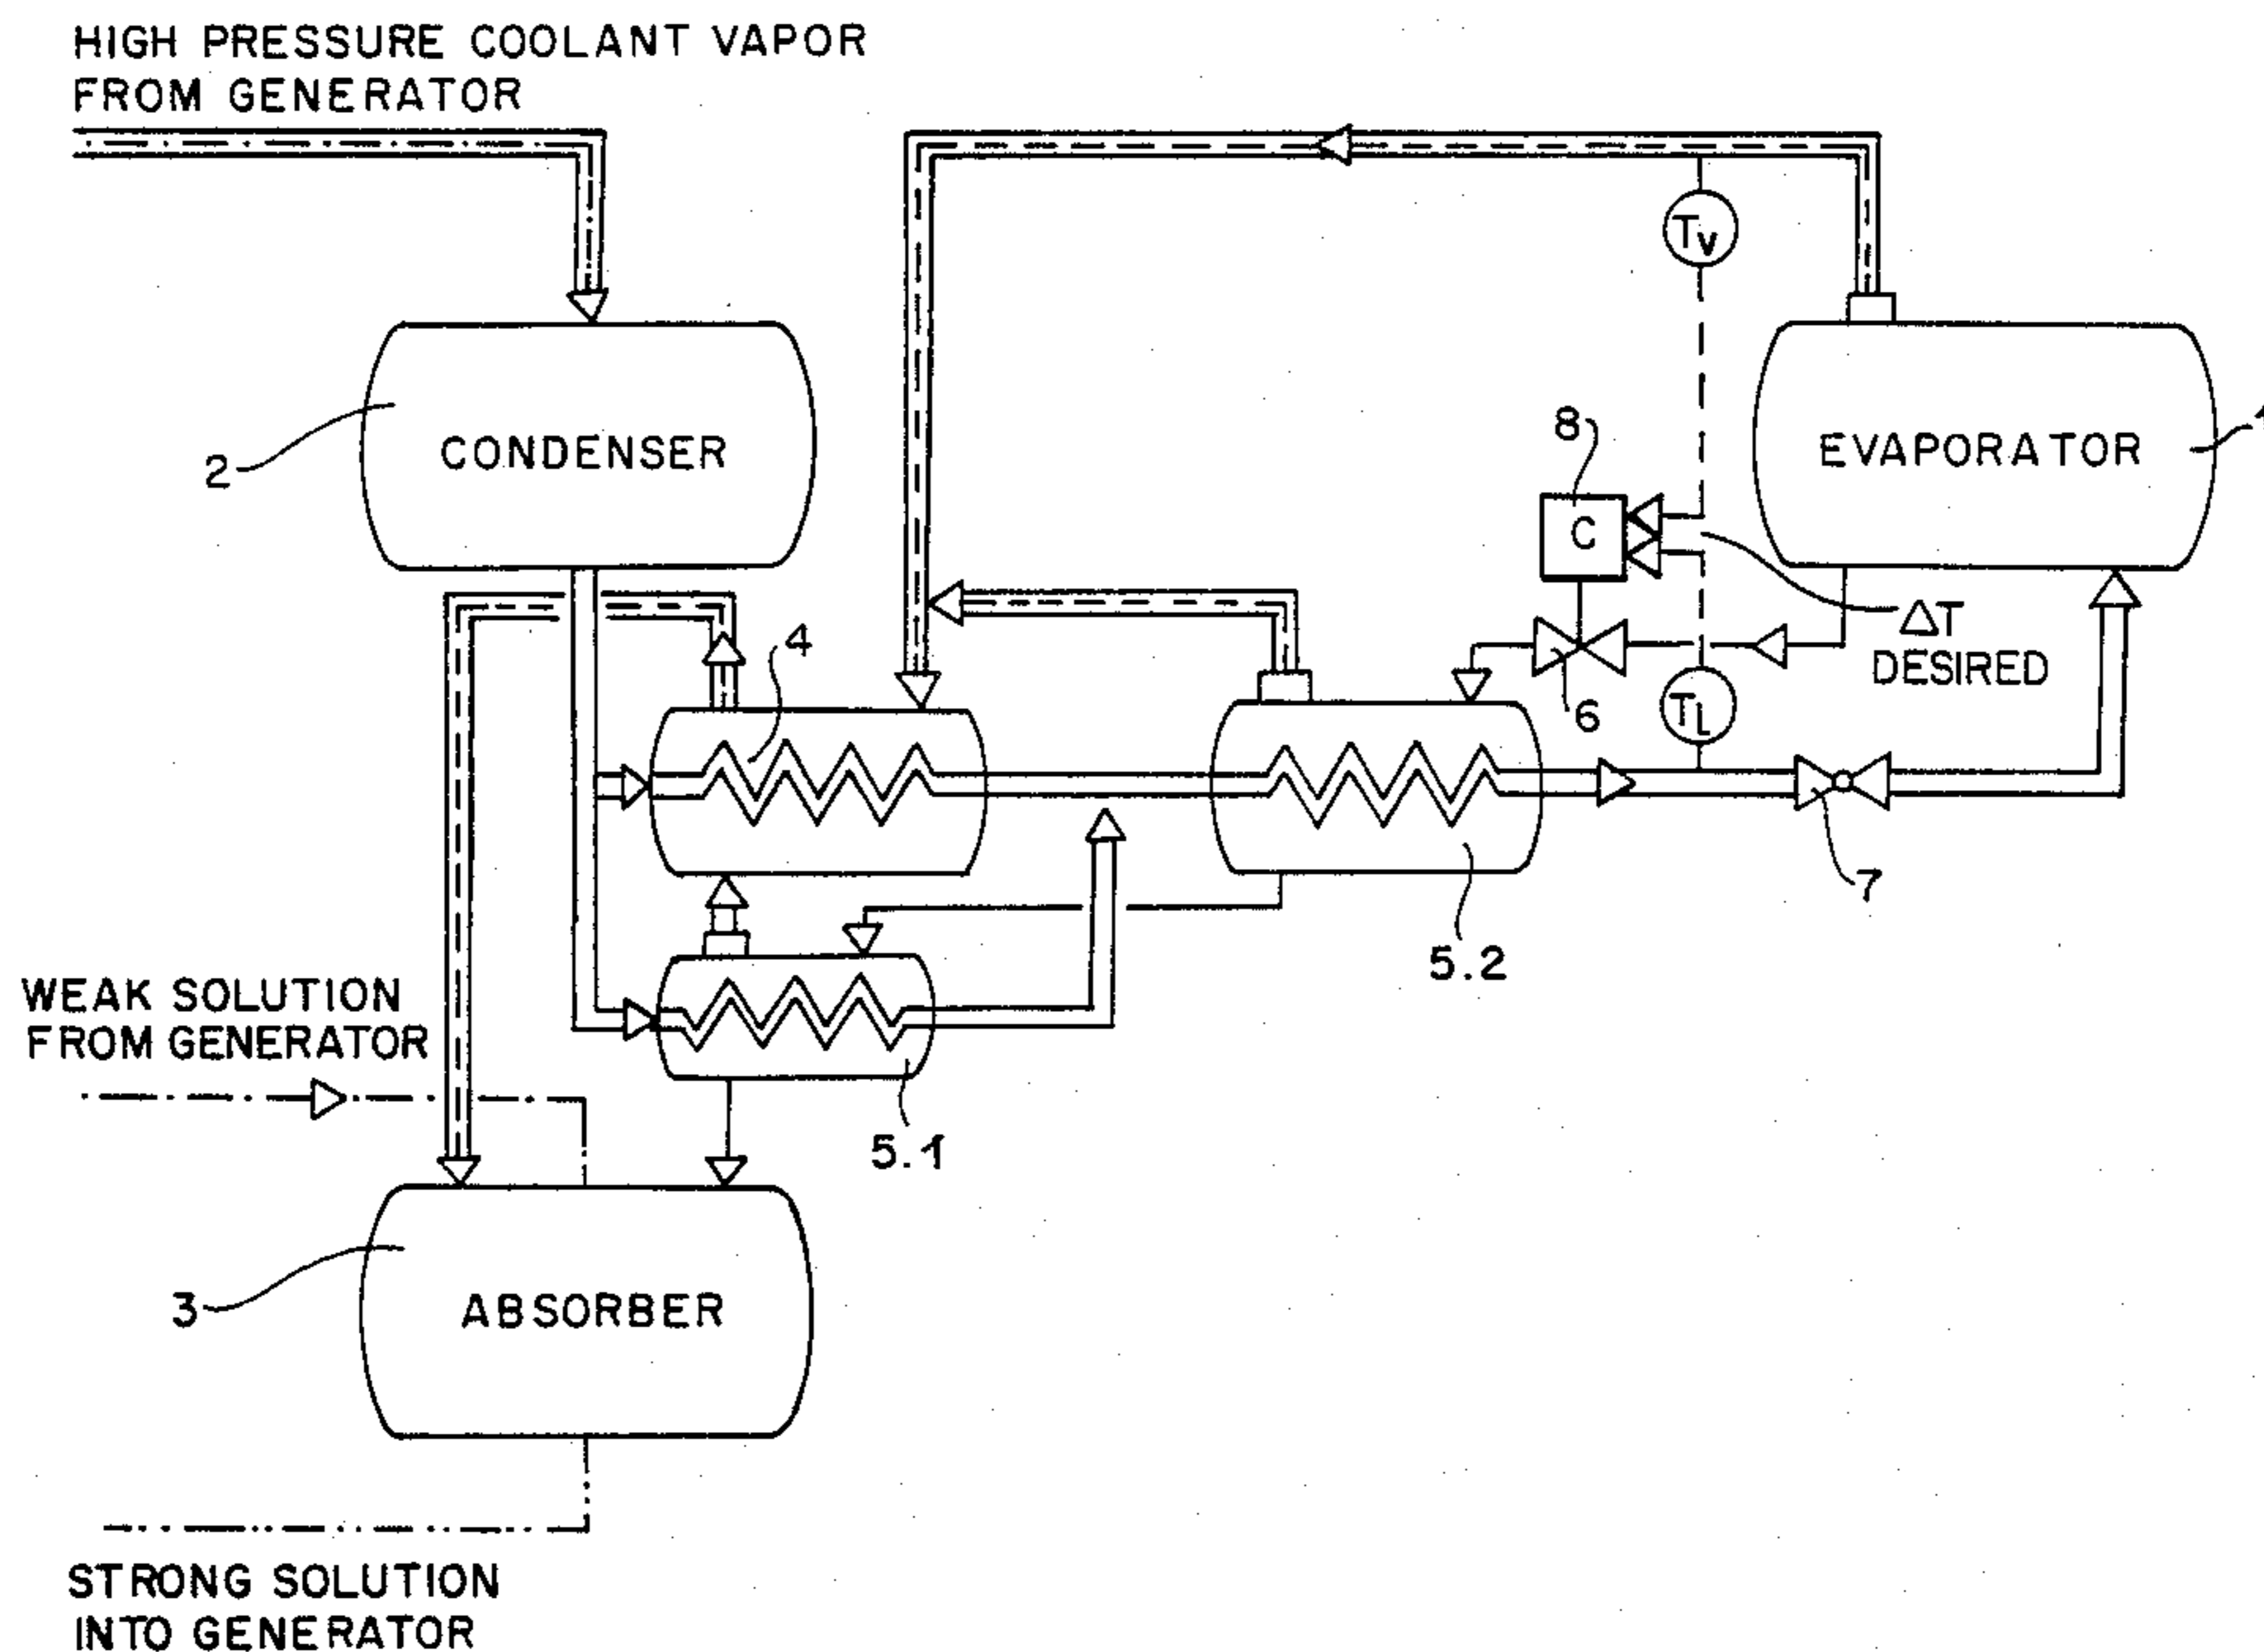 HIGH PRESSURE COOLANT VAPOR
FROM GENERATOR
Tv
8
1
2
CONDENSER
C
EVAPORATOR
4
ΔT
DESIRED
6
TL
7
5.2
WEAK SOLUTION
FROM GENERATOR
5.1
3
ABSORBER
STRONG SOLUTION
INTO GENERATOR